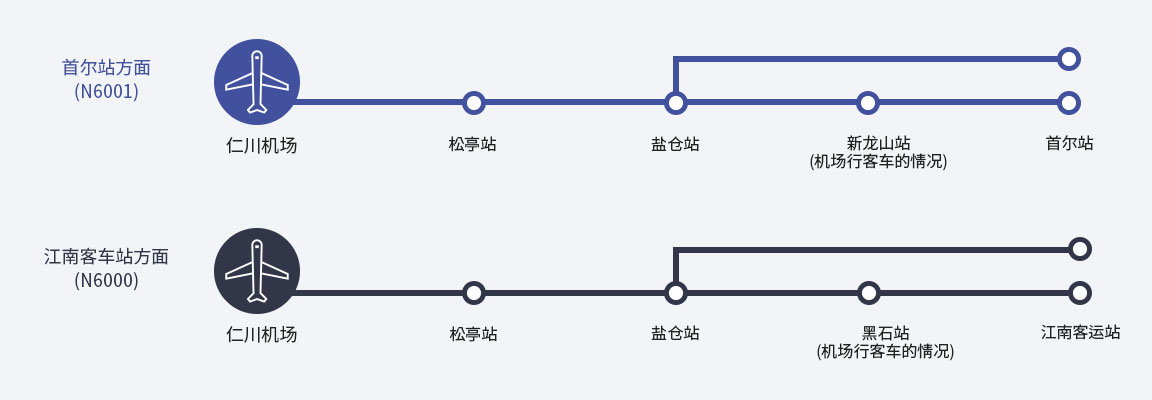 首尔站方面
(N6001)
仁川机场
松亭站
盐仓站
新龙山站
(机场行客车的情况)
首尔站
江南客车站方面
(N6000)
仁川机场
松亭站
盐仓站
黑石站
(机场行客车的情况)
江南客运站